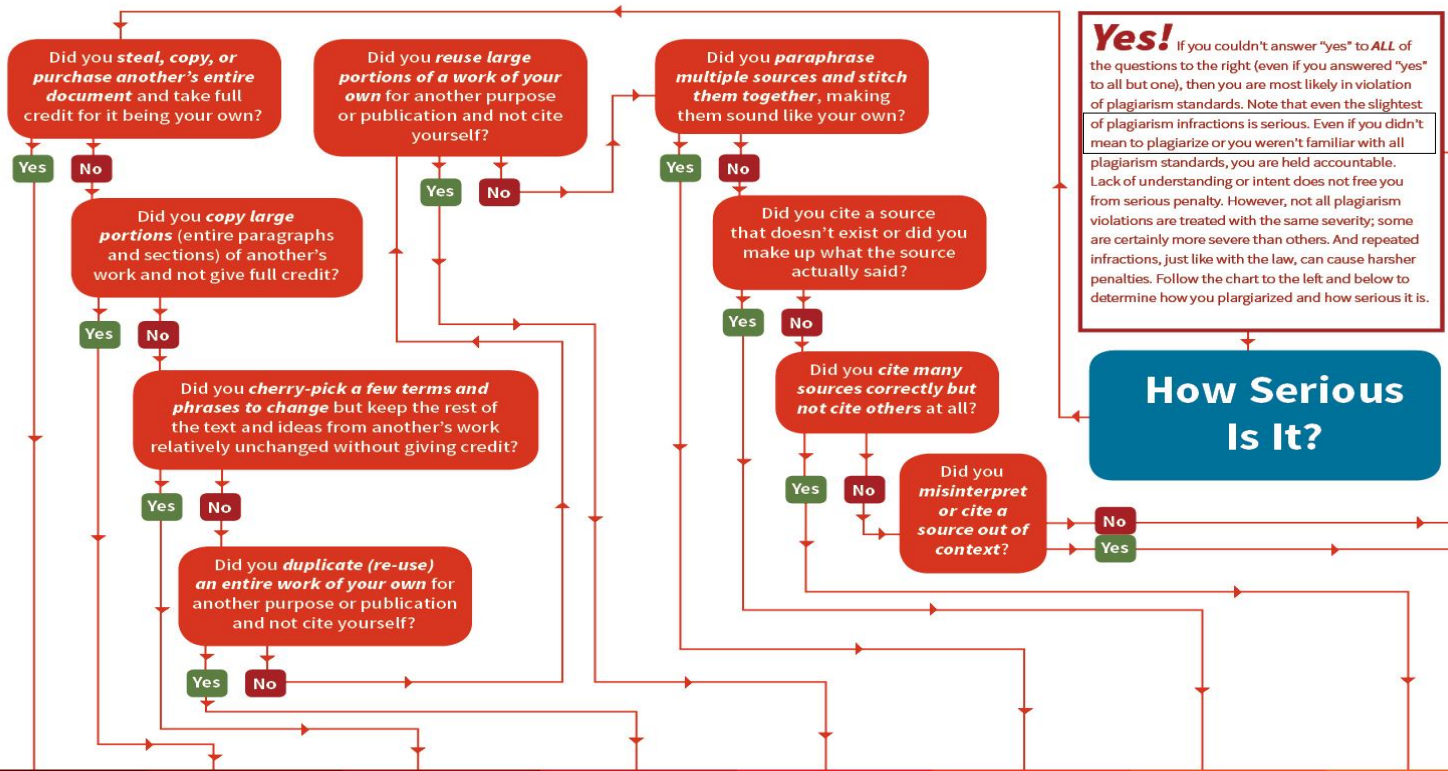 Did you steal, copy, or
purchase another's entire
document and take full
credit for it being your own?
Yes
No
Did you copy large
portions (entire paragraphs
and sections) of another's
work and not give full credit?
Yes
No
Did you cherry-pick a few terms and
phrases to change but keep the rest of
the text and ideas from another's work
relatively unchanged without giving credit?
Yes
No
Did you duplicate (re-use)
an entire work of your own for
another purpose or publication
and not cite yourself?
Yes
No
Did you reuse large
portions of a work of your
own for another purpose
or publication and not cite
yourself?
Yes
No
Did you paraphrase
multiple sources and stitch
them together, making
them sound like your own?
Yes
No
Did you cite a source
that doesn't exist or did you
make up what the source
actually said?
Yes
No
Did you cite many
sources correctly but
not cite others at all?
Yes
No
Did you
misinterpret
or cite a
source out of
context?
No
Yes
Yes! If you couldn't answer "yes" to ALL of
the questions to the right (even if you answered "yes"
to all but one), then you are most likely in violation
of plagiarism standards. Note that even the slightest
of plagiarism infractions is serious. Even if you didn't
mean to plagiarize or you weren't familiar with all
plagiarism standards, you are held accountable.
Lack of understanding or intent does not free you
from serious penalty. However, not all plagiarism
violations are treated with the same severity; some
are certainly more severe than others. And repeated
infractions, just like with the law, can cause harsher
penalties. Follow the chart to the left and below to
determine how you plargiarized and how serious it is.
How Serious
Is It?